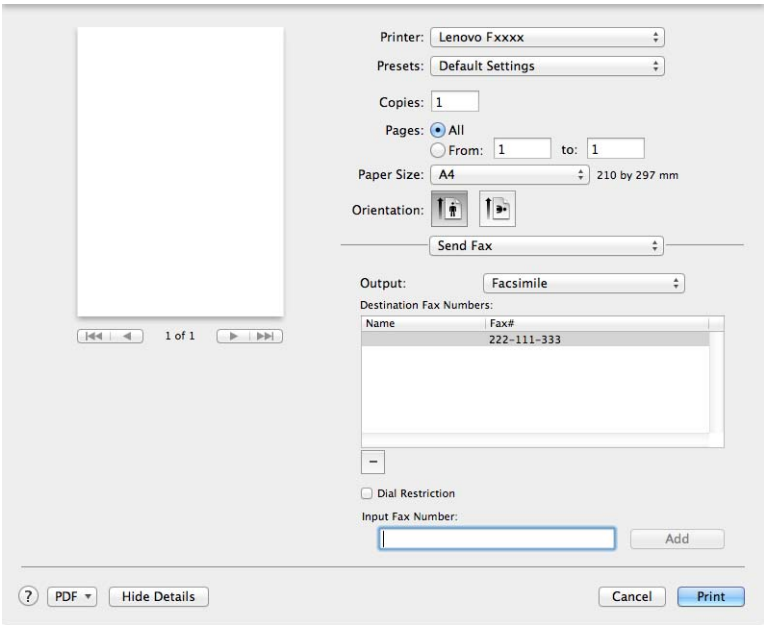 Printer: Lenovo Fxxxx
Presets: Default Settings
Copies: 1
Pages: All
From: 1 to: 1
Paper Size: A4 210 by 297 mm
Orientation:
Send Fax
Output: Facsimile
Destination Fax Numbers:
Name Fax#
222-111-333
1 of 1
–
Dial Restriction
Input Fax Number:
Add
? PDF Hide Details Cancel Print